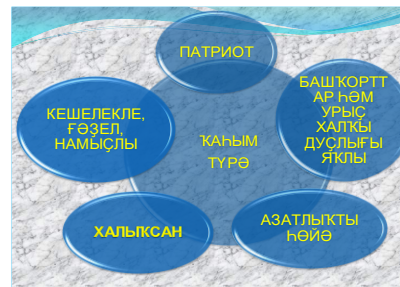 ПАТРИОТ
БАШҠОРТТ
АР ҺӘМ
УРЫҪ
ХАЛҠЫ
ДУҪЛЫҒЫ
ЯҠЛЫ
КЕШЕЛЕКЛЕ,
ҒӘҘЕЛ,
НАМЫҪЛЫ
ҠАҺЫМ
ТҮРӘ
ХАЛЫҠСАН
АЗАТЛЫҠТЫ
ҺӨЙӘ